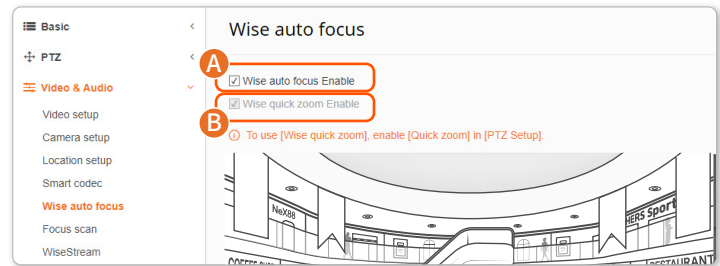 Basic
PTZ
Video & Audio
Video setup
Camera setup
Location setup
Smart codec
Wise auto focus
Focus scan
WiseStream
Wise auto focus
A
Wise auto focus Enable
Wise quick zoom Enable
B
To use [Wise quick zoom], enable [Quick zoom] in [PTZ Setup].
NeX88
HERS Sport
RESTAURANT